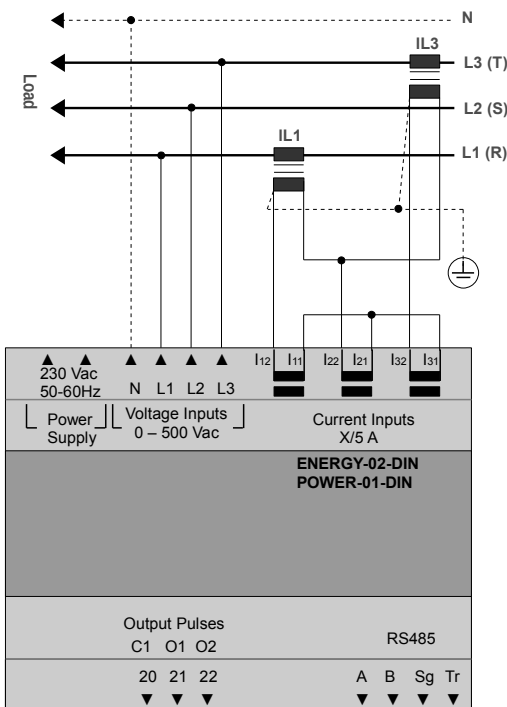 N
IL3
L3 (T)
Load
L2 (S)
IL1
L1 (R)
I12 I11 I22 I21 I32 I31
230 Vac
50-60Hz
N L1 L2 L3
Power
Supply
Voltage Inputs
0 – 500 Vac
Current Inputs
X/5 A
ENERGY-02-DIN
POWER-01-DIN
Output Pulses
C1 O1 O2
RS485
20 21 22
A B Sg Tr